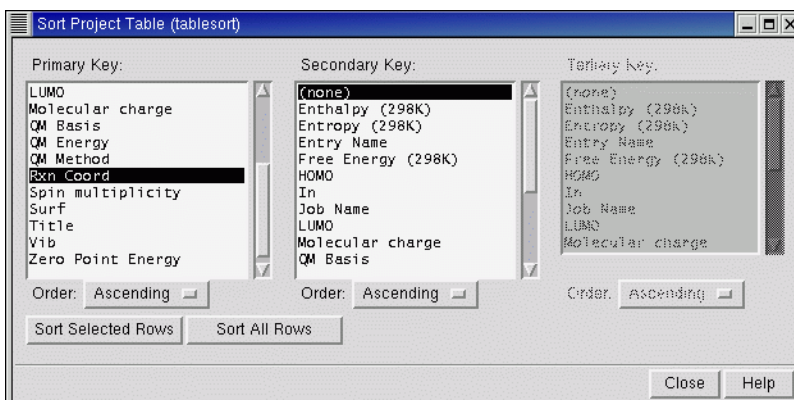 Sort Project Table (tablesort)
Primary Key:
LUMO
Molecular charge
QM Basis
QM Energy
QM Method
Rxn Coord
Spin multiplicity
Surf
Title
Vib
Zero Point Energy
Order: Ascending
Secondary Key:
(none)
Enthalpy (298K)
Entropy (298K)
Entry Name
Free Energy (298K)
HOMO
In
Job Name
LUMO
Molecular charge
QM Basis
Order: Ascending
Tertiary Key:
(none)
Enthalpy (298K)
Entropy (298K)
Entry Name
Free Energy (298K)
HOMO
In
Job Name
LUMO
Molecular charge
Order: Ascending
Sort Selected Rows
Sort All Rows
Close
Help